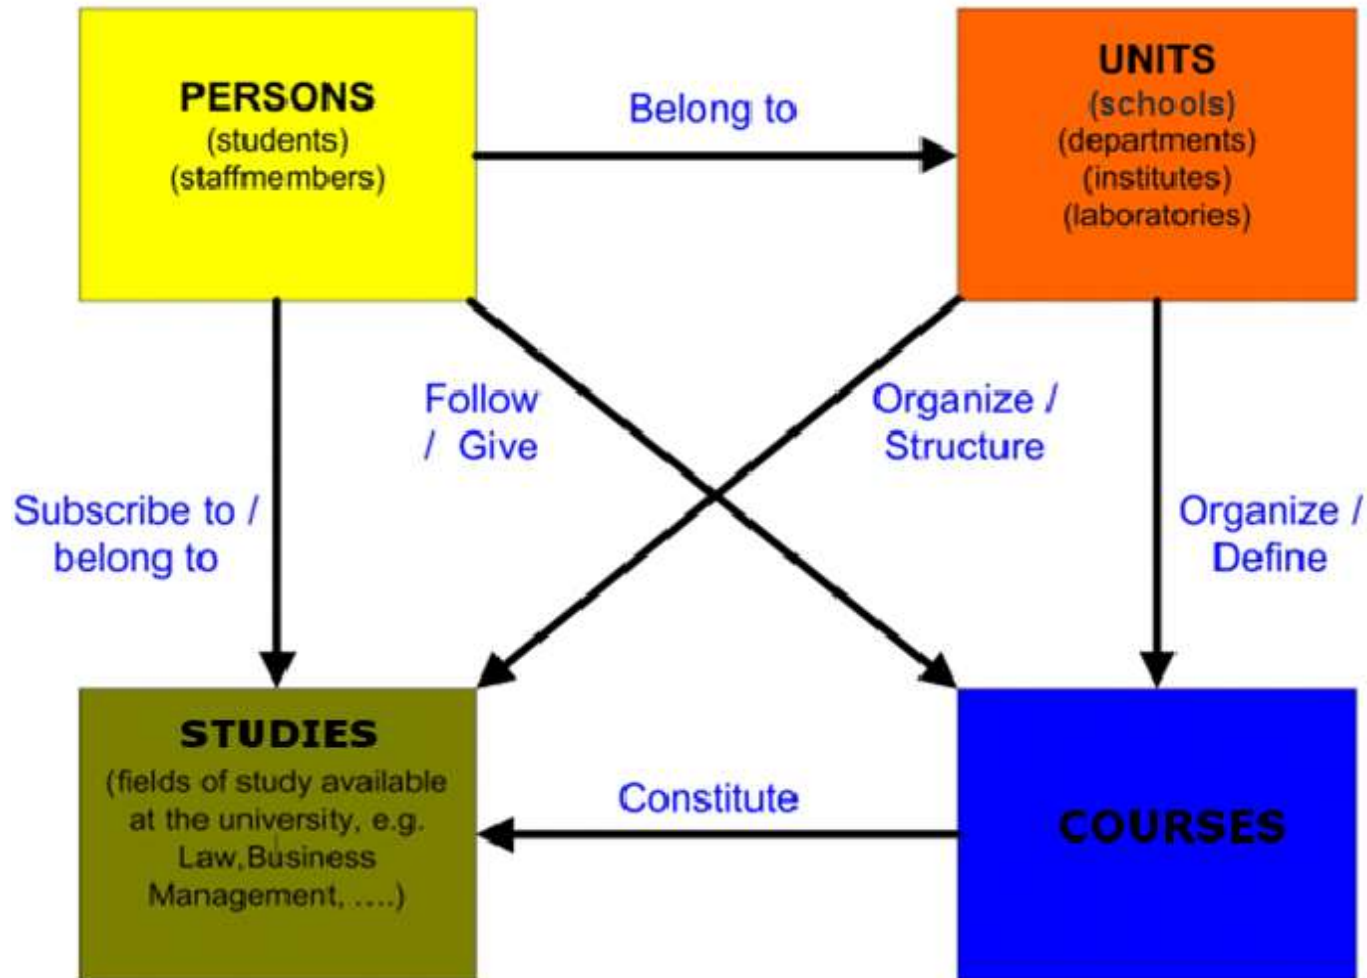 PERSONS
(students)
(staffmembers)
Belong to
UNITS
(schools)
(departments)
(institutes)
(laboratories)
Follow
/ Give
Organize /
Structure
Subscribe to /
belong to
Organize /
Define
STUDIES
(fields of study available
at the university, e.g.
Law,Business
Management, ....)
Constitute
COURSES